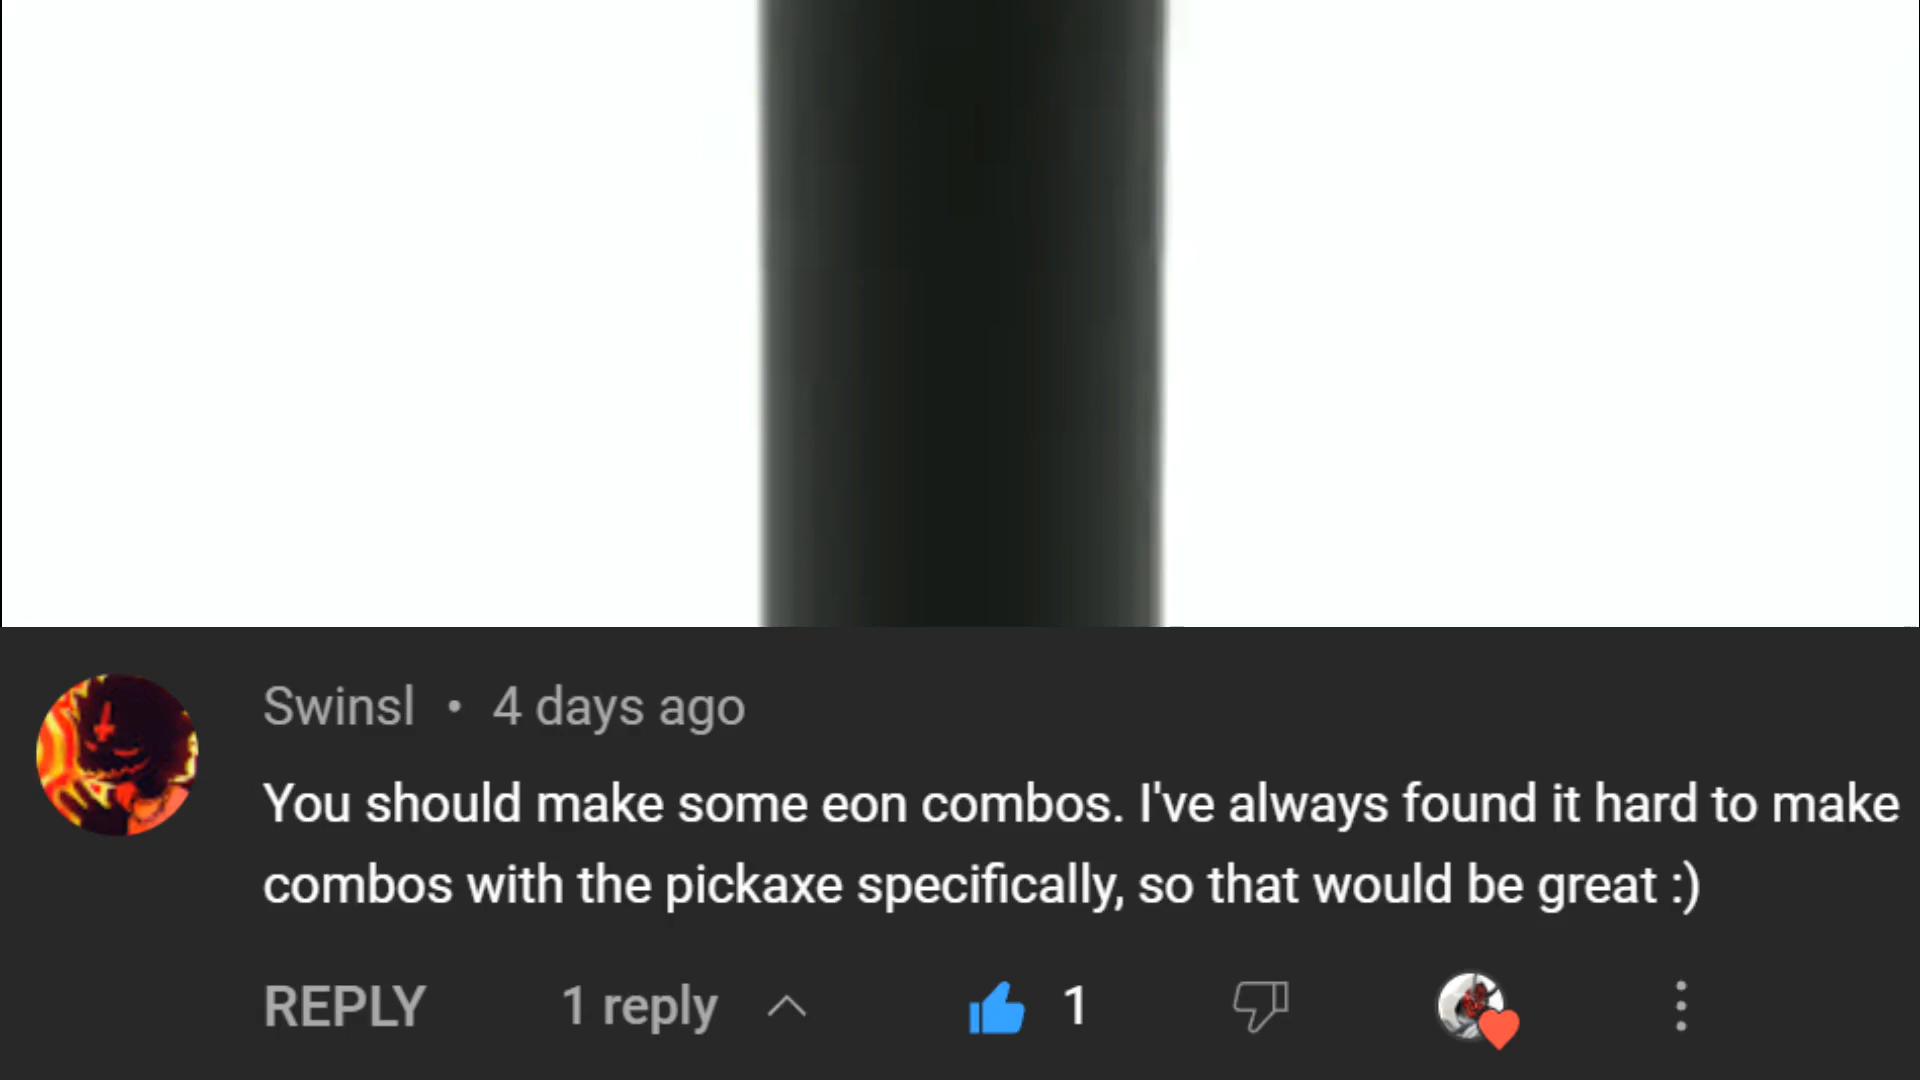 Swinsl • 4 days ago
You should make some eon combos. I've always found it hard to make
combos with the pickaxe specifically, so that would be great :)
REPLY 1 reply 1